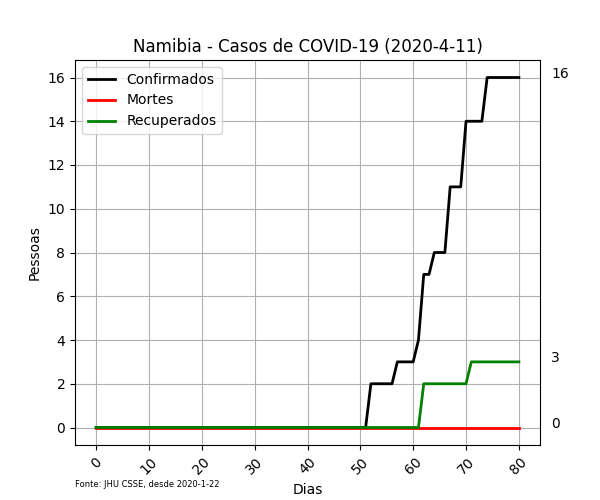 Namibia - Casos de COVID-19 (2020-4-11)
Confirmados
Mortes
Recuperados
Pessoas
16
14
12
10
8
6
4
2
0
16
3
0
0 10 20 30 40 50 60 70 80
Dias
Fonte: JHU CSSE, desde 2020-1-22